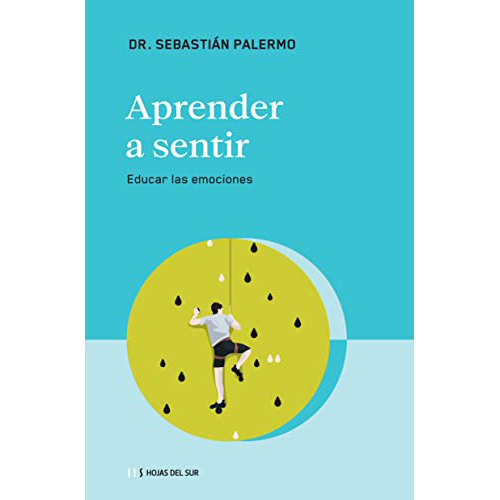 DR. SEBASTIÁN PALERMO
Aprender
a sentir
Educar las emociones
HS HOJAS DEL SUR